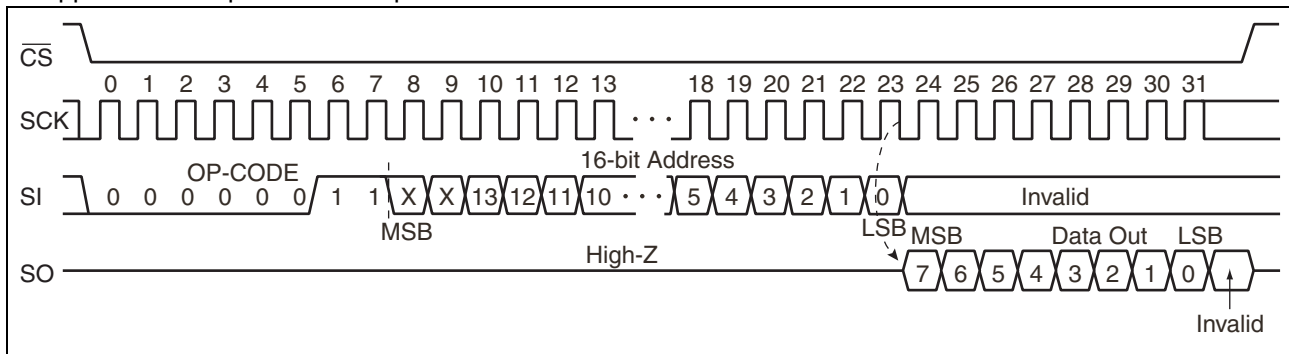 CS
0 1 2 3 4 5 6 7 8 9 10 11 12 13 18 19 20 21 22 23 24 25 26 27 28 29 30 31
SCK
· · ·
OP-CODE 16-bit Address
SI 0 0 0 0 0 0 1 1 X X 13 12 11 10 · · · 5 4 3 2 1 0 Invalid
MSB LSB MSB Data Out LSB
High-Z
SO 7 6 5 4 3 2 1 0
Invalid